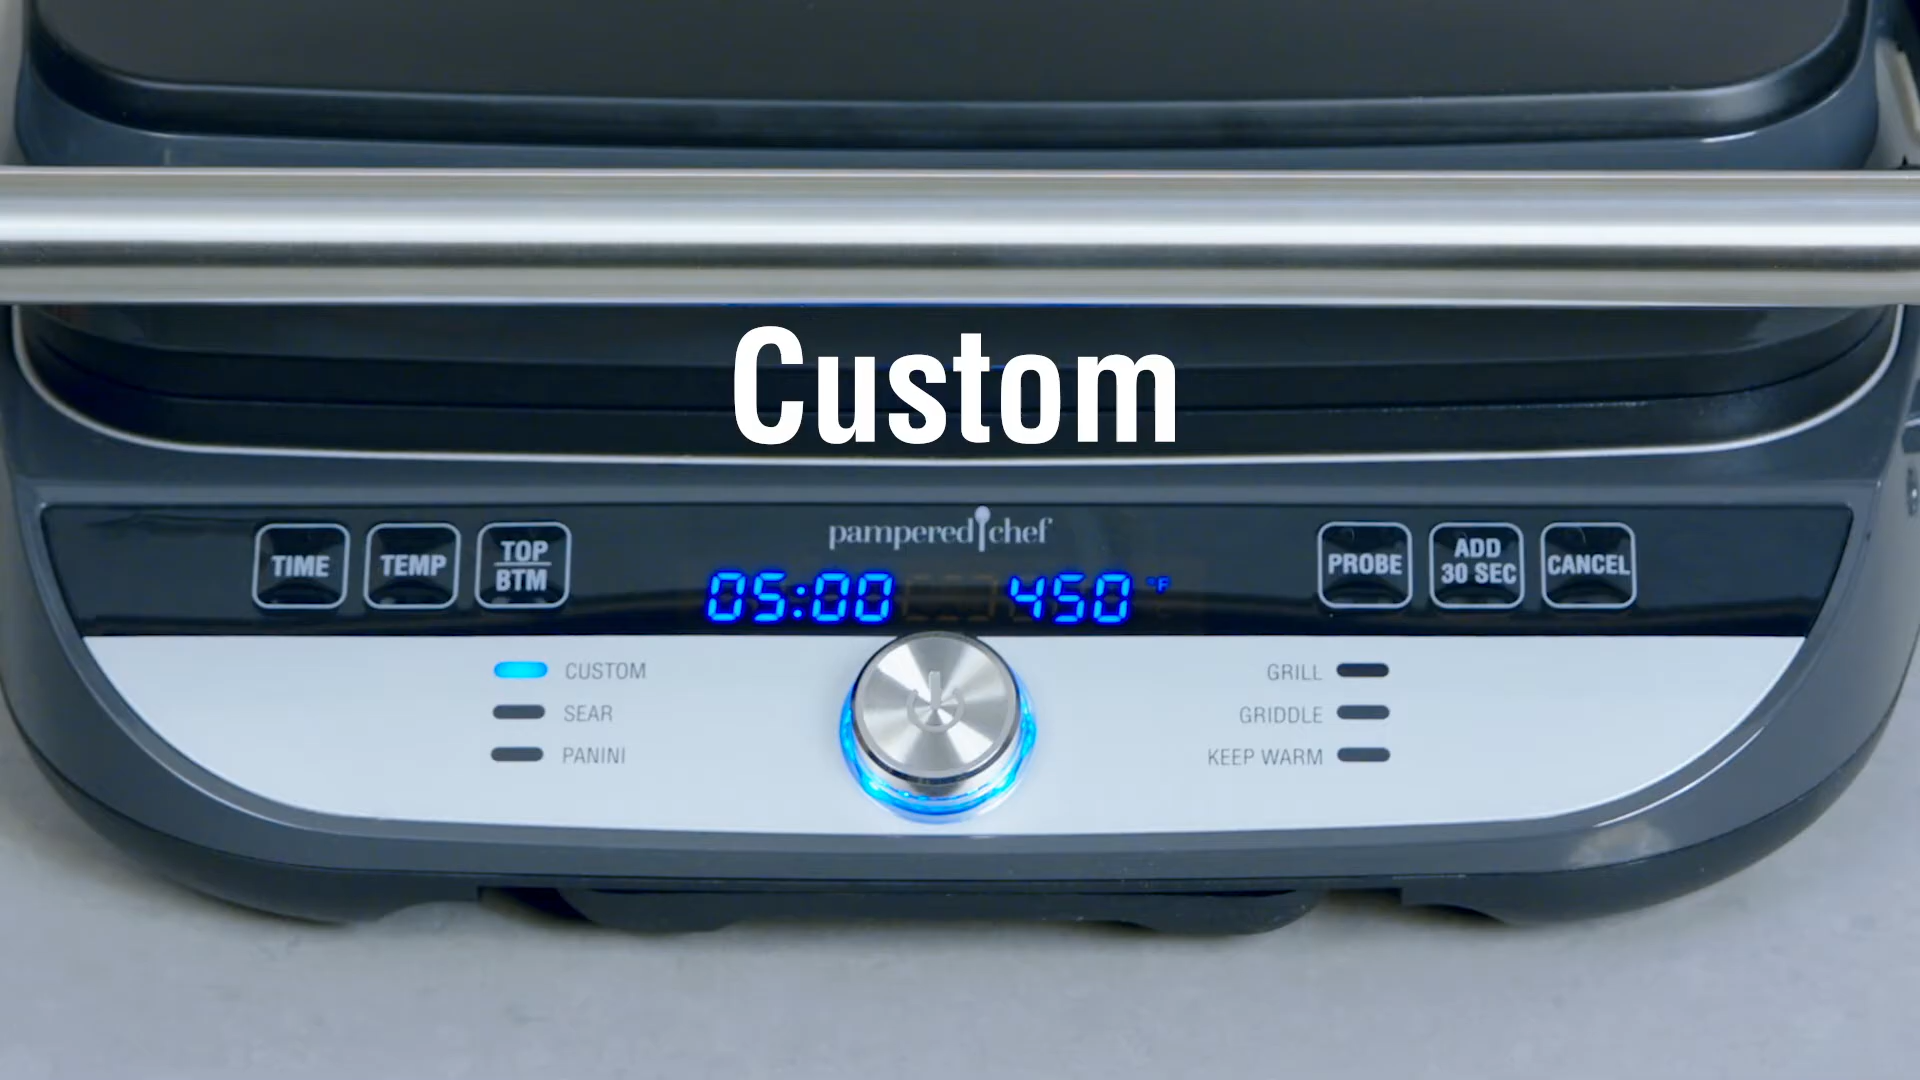 Custom
pampered chef
TIME
TEMP
TOP
BTM
05:00
450 °F
PROBE
ADD
30 SEC
CANCEL
CUSTOM
SEAR
PANINI
GRILL
GRIDDLE
KEEP WARM